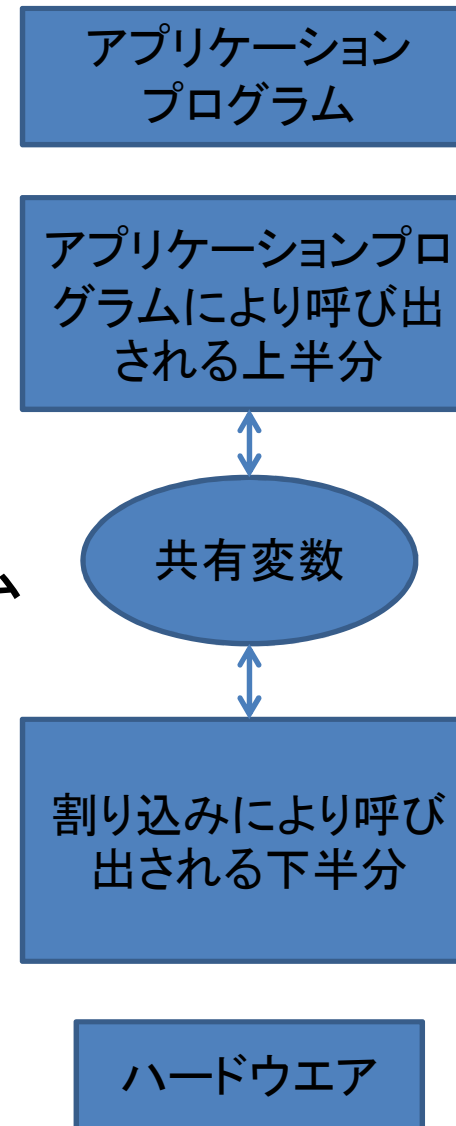 アプリケーション
プログラム
アプリケーションプロ
グラムにより呼び出
される上半分
共有変数
ム
割り込みにより呼び
出される下半分
ハードウエア